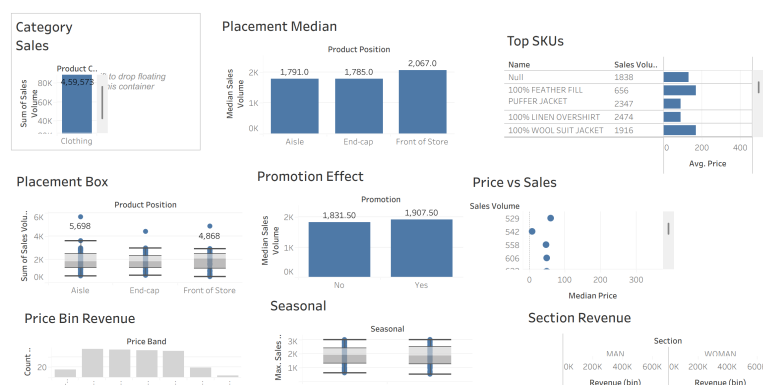 Category
Sales
Product C..
to drop floating
his container
4,59,573
80K
60K
40K
20K
Sum of Sales
Volume
Clothing
Placement Median
Product Position
1,791.0
1,785.0
2,067.0
2K
1K
0K
Median Sales
Volume
Aisle
End-cap
Front of Store
Top SKUs
Name
Sales Volu..
Null
1838
100% FEATHER FILL
656
PUFFER JACKET
2347
100% LINEN OVERSHIRT
2474
100% WOOL SUIT JACKET
1916
0
200
400
Avg. Price
Placement Box
Product Position
6K
4K
2K
0K
Sum of Sales Volu..
5,698
4,868
Aisle
End-cap
Front of Store
Promotion Effect
Promotion
1,831.50
1,907.50
2K
1K
0K
Median Sales
Volume
No
Yes
Price vs Sales
Sales Volume
529
542
558
606
0
100
200
300
Median Price
Price Bin Revenue
Price Band
Count ..
20
Seasonal
Seasonal
3K
2K
1K
Max. Sales ..
Section Revenue
Section
MAN
WOMAN
0K
200K
400K
600K
0K
200K
400K
600K
Revenue (bin)
Revenue (bin)